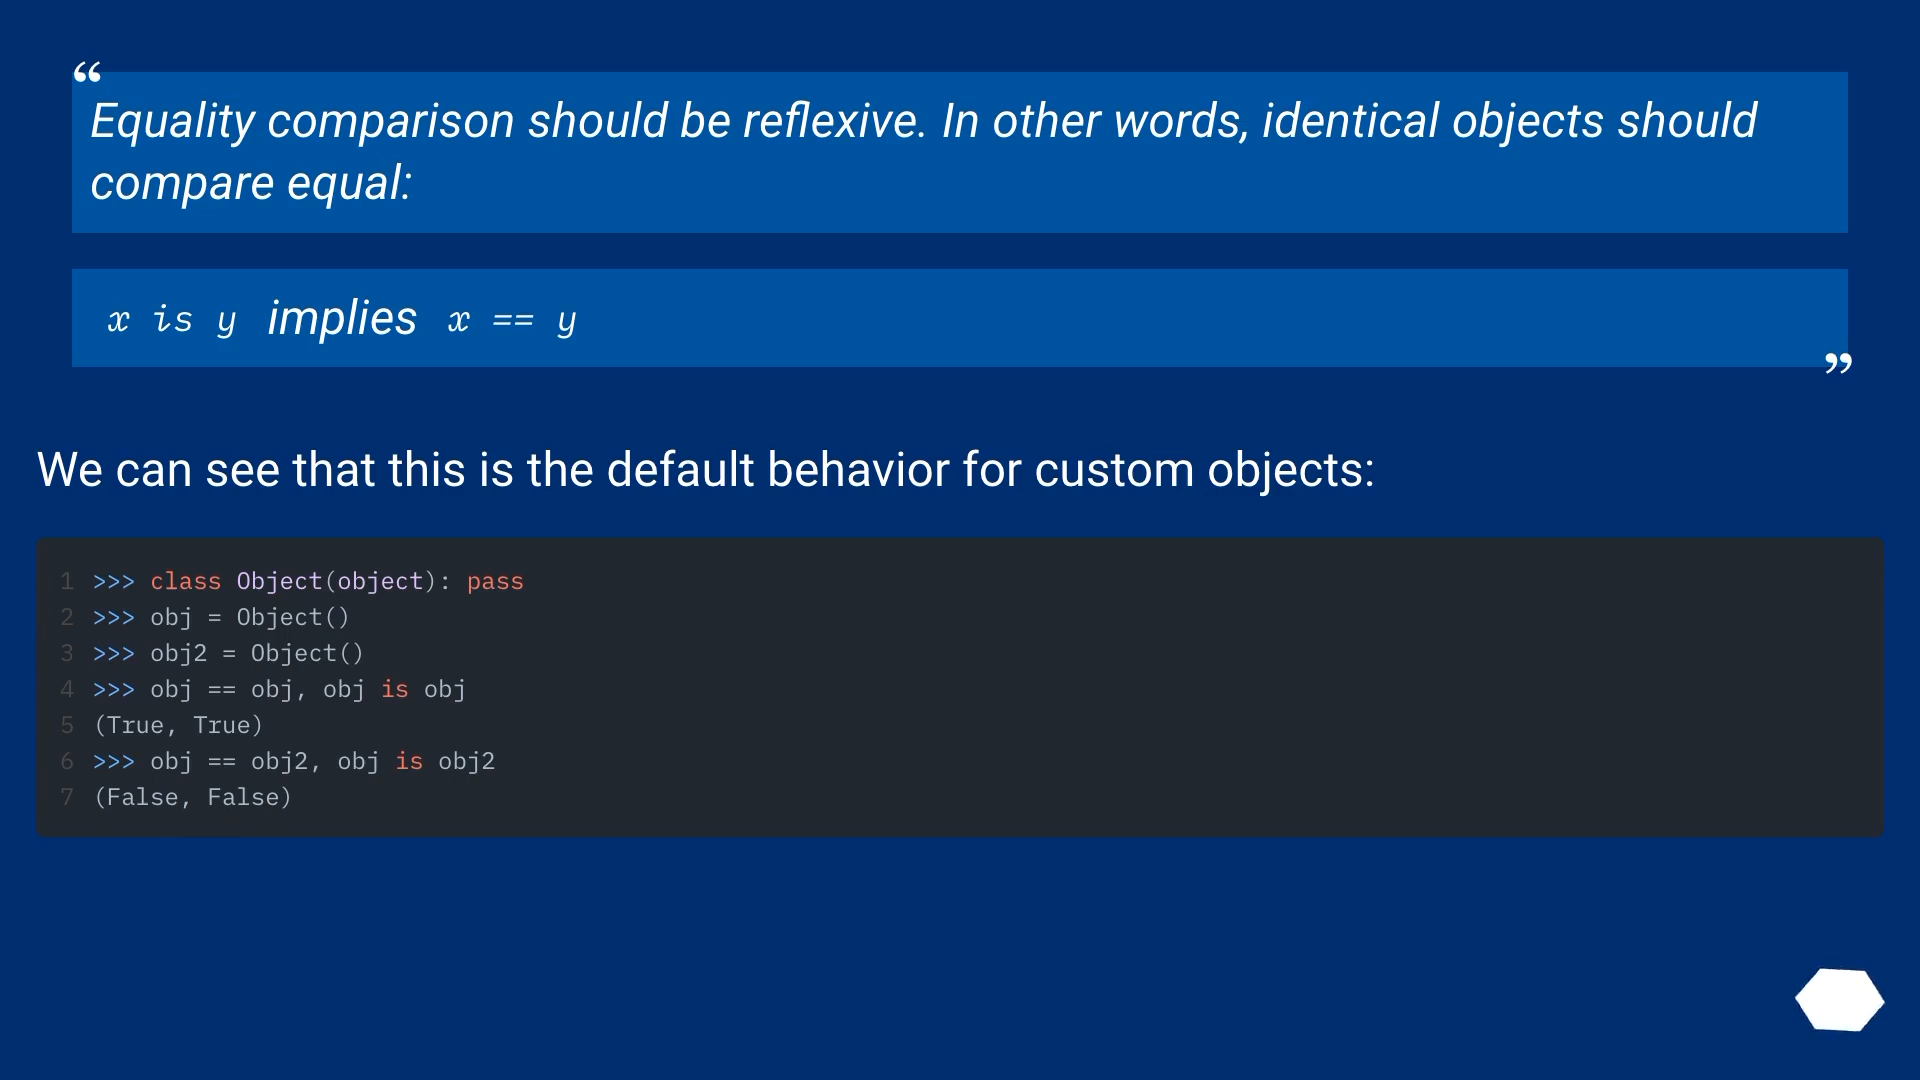 “
Equality comparison should be reflexive. In other words, identical objects should
compare equal:
x is y implies x == y
”
We can see that this is the default behavior for custom objects:
1 >>> class Object(object): pass
2 >>> obj = Object()
3 >>> obj2 = Object()
4 >>> obj == obj, obj is obj
5 (True, True)
6 >>> obj == obj2, obj is obj2
7 (False, False)